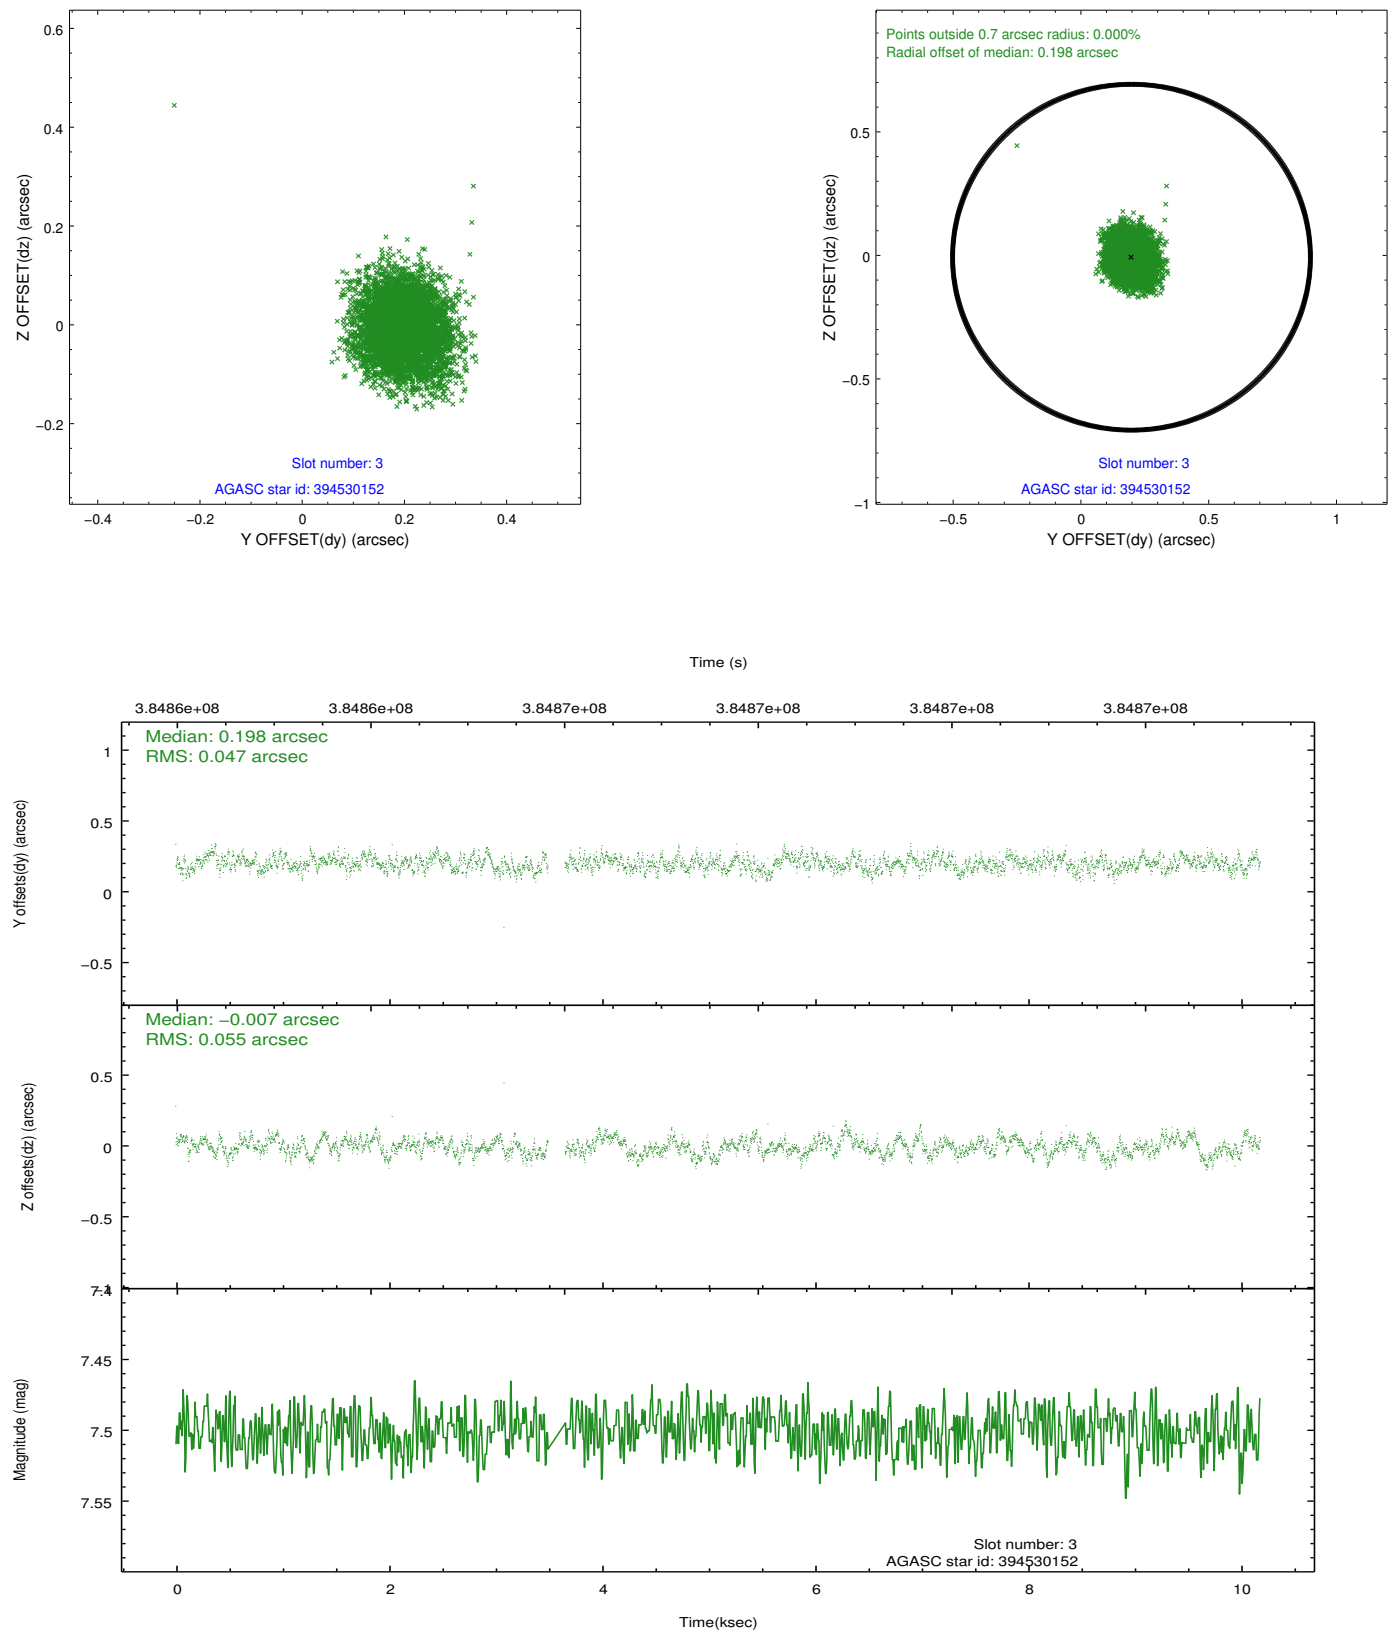 0.6
0.4
0.2
0
−0.2
−0.4
−0.2
0
0.2
0.4
Z OFFSET(dz) (arcsec)
Y OFFSET(dy) (arcsec)
Slot number: 3
AGASC star id: 394530152
Points outside 0.7 arcsec radius: 0.000%
Radial offset of median: 0.198 arcsec
0.5
0
−0.5
−1
−0.5
0
0.5
1
Z OFFSET(dz) (arcsec)
Y OFFSET(dy) (arcsec)
Slot number: 3
AGASC star id: 394530152
Time (s)
3.8486e+08 3.8486e+08 3.8487e+08 3.8487e+08 3.8487e+08 3.8487e+08
Median: 0.198 arcsec
RMS: 0.047 arcsec
1
0.5
0
−0.5
Y offsets(dy) (arcsec)
Median: −0.007 arcsec
RMS: 0.055 arcsec
0.5
0
−0.5
−1
Z offsets(dz) (arcsec)
7.4
7.45
7.5
7.55
Magnitude (mag)
Slot number: 3
AGASC star id: 394530152
0 2 4 6 8 10
Time(ksec)